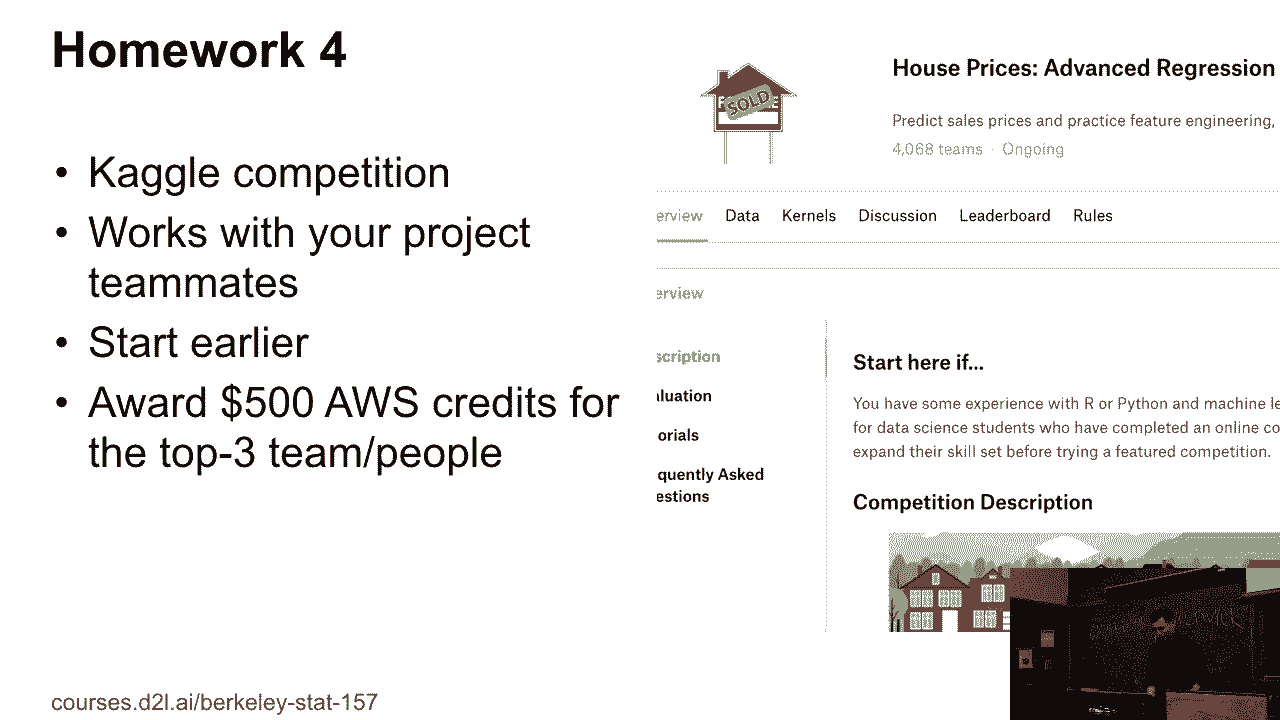 Homework 4
• Kaggle competition
• Works with your project
teammates
• Start earlier
• Award $500 AWS credits for
the top-3 team/people
courses.d2l.ai/berkeley-stat-157
SOLD
House Prices: Advanced Regression
Predict sales prices and practice feature engineering,
4,068 teams · Ongoing
erview Data Kernels Discussion Leaderboard Rules
erview
scription
luation
orials
quently Asked
estions
Start here if...
You have some experience with R or Python and machine le
for data science students who have completed an online co
expand their skill set before trying a featured competition.
Competition Description